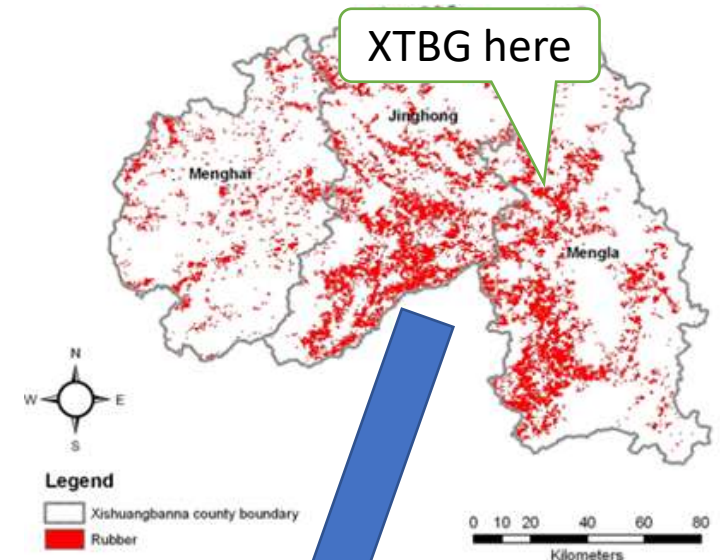 XTBG here
Jinghong
Menghai
Mengla
N
W E
S
Legend
Xishuangbanna county boundary
Rubber
0 10 20 40 60 80
Kilometers